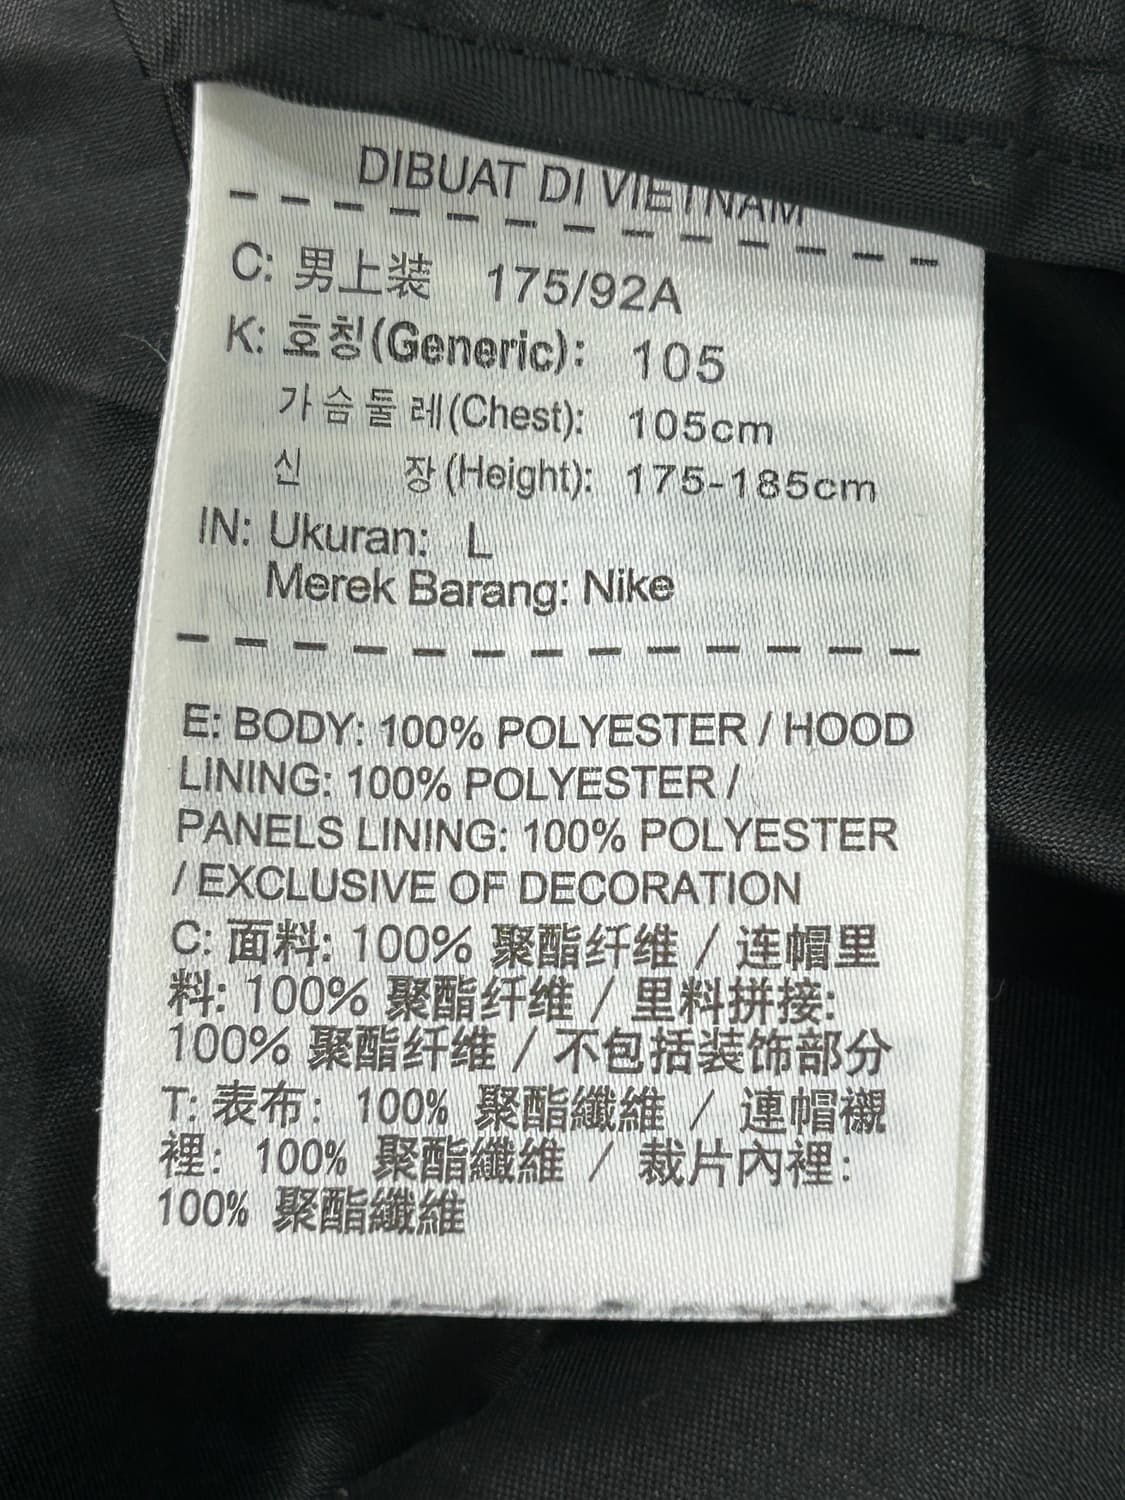 DIBUAT DI VIETNAM
C: 男上装 175/92A
K: 호칭(Generic): 105
가슴둘레(Chest): 105cm
신 장(Height): 175-185cm
IN: Ukuran: L
Merek Barang: Nike
E: BODY: 100% POLYESTER / HOOD
LINING: 100% POLYESTER /
PANELS LINING: 100% POLYESTER
/ EXCLUSIVE OF DECORATION
C: 面料: 100% 聚酯纤维 / 连帽里
料: 100% 聚酯纤维 / 里料拼接:
100% 聚酯纤维 / 不包括装饰部分
T: 表布: 100% 聚酯纖維 / 連帽襯
裡: 100% 聚酯纖維 / 裁片內裡:
100% 聚酯纖維